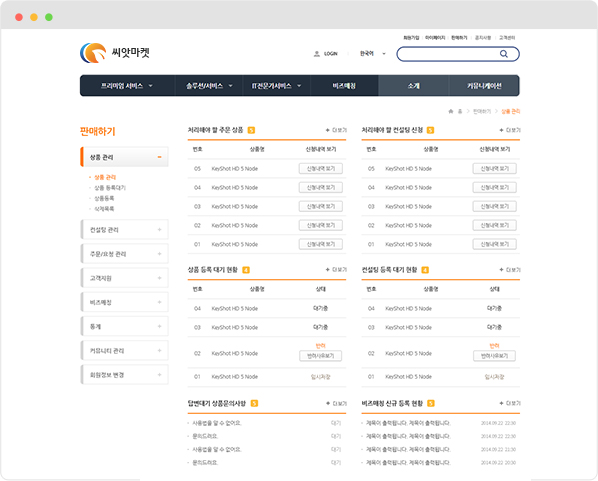 회원가입 마이페이지 판매하기 공지사항 고객센터
씨앗마켓
LOGIN 한국어
프리미엄 서비스 솔루션/서비스 IT전문가서비스 비즈매칭 소개 커뮤니케이션
홈 > 판매하기 > 상품 관리
판매하기
상품 관리
상품 관리
상품 등록대기
상품등록
삭제목록
컨설팅 관리
주문/요청 관리
고객지원
비즈매칭
통계
커뮤니티 관리
회원정보 변경
처리해야 할 주문 상품 5 + 더보기
번호 상품명 신청내역 보기
05 KeyShot HD 5 Node 신청내역 보기
04 KeyShot HD 5 Node 신청내역 보기
03 KeyShot HD 5 Node 신청내역 보기
02 KeyShot HD 5 Node 신청내역 보기
01 KeyShot HD 5 Node 신청내역 보기
처리해야 할 컨설팅 신청 5 + 더보기
번호 상품명 신청내역 보기
05 KeyShot HD 5 Node 신청내역 보기
04 KeyShot HD 5 Node 신청내역 보기
03 KeyShot HD 5 Node 신청내역 보기
02 KeyShot HD 5 Node 신청내역 보기
01 KeyShot HD 5 Node 신청내역 보기
상품 등록 대기 현황 4 + 더보기
번호 상품명 상태
04 KeyShot HD 5 Node 대기중
03 KeyShot HD 5 Node 대기중
02 KeyShot HD 5 Node 반려
반려사유보기
01 KeyShot HD 5 Node 임시저장
컨설팅 등록 대기 현황 4 + 더보기
번호 상품명 상태
04 KeyShot HD 5 Node 대기중
03 KeyShot HD 5 Node 대기중
02 KeyShot HD 5 Node 반려
반려사유보기
01 KeyShot HD 5 Node 임시저장
답변대기 상품문의사항 5 + 더보기
사용법을 알 수 없어요. 대기
문의드려요. 대기
사용법을 알 수 없어요. 대기
문의드려요. 대기
비즈매칭 신규 등록 현황 5 + 더보기
제목이 출력됩니다. 제목이 출력됩니다. 2014.09.22 22:30
제목이 출력됩니다. 제목이 출력됩니다. 2014.09.22 22:30
제목이 출력됩니다. 제목이 출력됩니다. 2014.09.22 21:30
제목이 출력됩니다. 제목이 출력됩니다. 2014.09.22 20:30